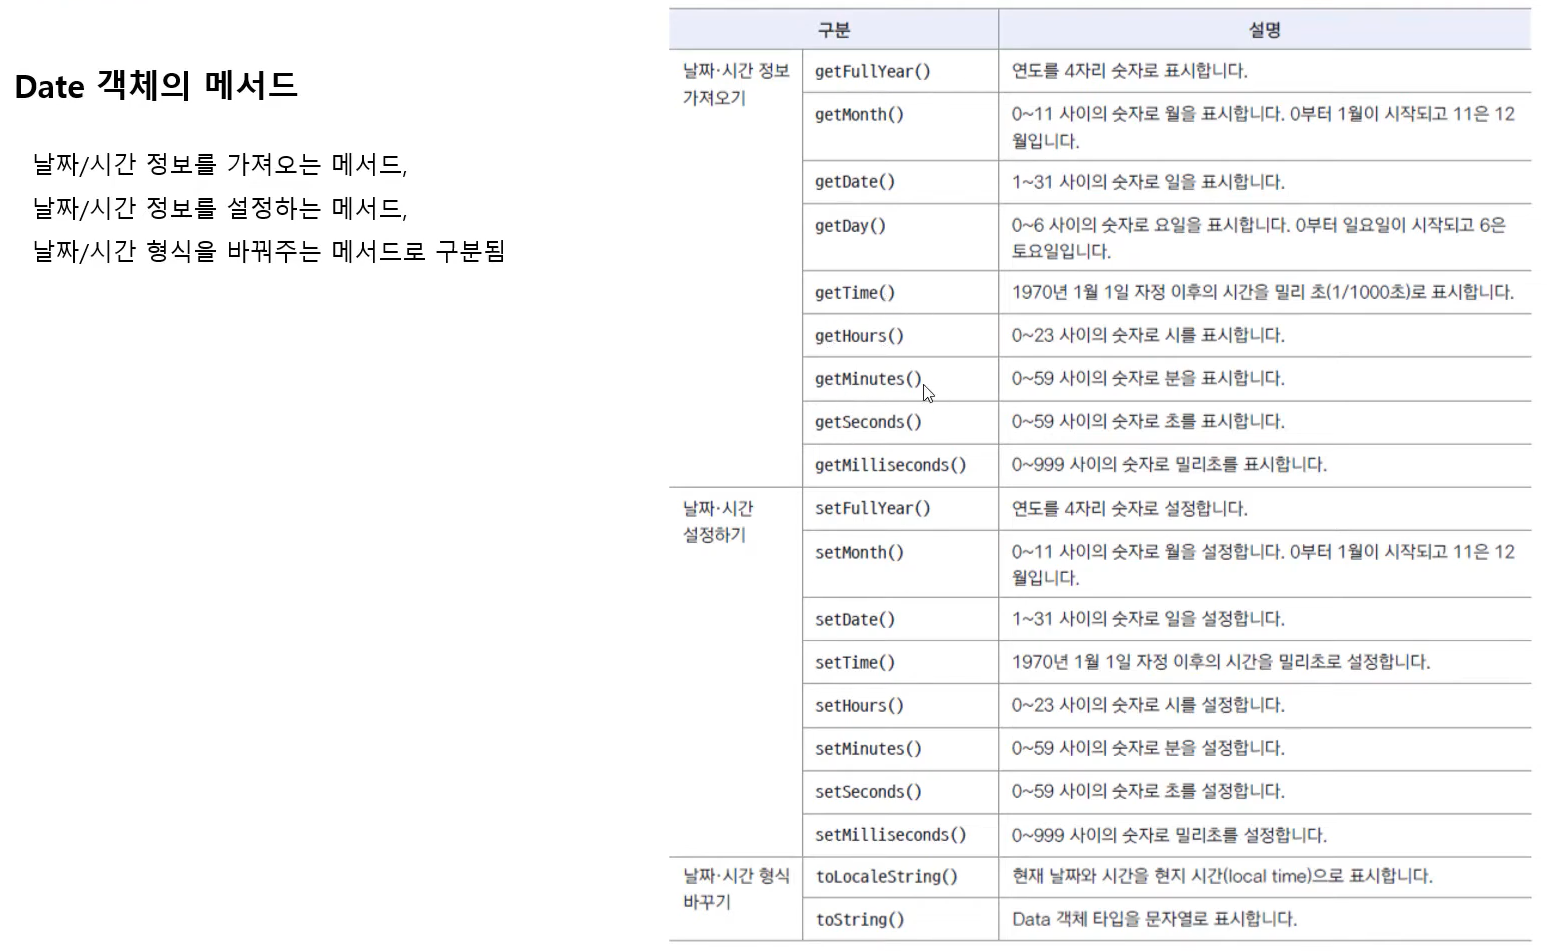 Date 객체의 메서드
날짜/시간 정보를 가져오는 메서드,
날짜/시간 정보를 설정하는 메서드,
날짜/시간 형식을 바꿔주는 메서드로 구분됨
구분 설명
날짜·시간 정보
가져오기
getFullYear() 연도를 4자리 숫자로 표시합니다.
getMonth() 0~11 사이의 숫자로 월을 표시합니다. 0부터 1월이 시작되고 11은 12
월입니다.
getDate() 1~31 사이의 숫자로 일을 표시합니다.
getDay() 0~6 사이의 숫자로 요일을 표시합니다. 0부터 일요일이 시작되고 6은
토요일입니다.
getTime() 1970년 1월 1일 자정 이후의 시간을 밀리 초(1/1000초)로 표시합니다.
getHours() 0~23 사이의 숫자로 시를 표시합니다.
getMinutes() 0~59 사이의 숫자로 분을 표시합니다.
getSeconds() 0~59 사이의 숫자로 초를 표시합니다.
getMilliseconds() 0~999 사이의 숫자로 밀리초를 표시합니다.
날짜·시간
설정하기
setFullYear() 연도를 4자리 숫자로 설정합니다.
setMonth() 0~11 사이의 숫자로 월을 설정합니다. 0부터 1월이 시작되고 11은 12
월입니다.
setDate() 1~31 사이의 숫자로 일을 설정합니다.
setTime() 1970년 1월 1일 자정 이후의 시간을 밀리초로 설정합니다.
setHours() 0~23 사이의 숫자로 시를 설정합니다.
setMinutes() 0~59 사이의 숫자로 분을 설정합니다.
setSeconds() 0~59 사이의 숫자로 초를 설정합니다.
setMilliseconds() 0~999 사이의 숫자로 밀리초를 설정합니다.
날짜·시간 형식
바꾸기
toLocaleString() 현재 날짜와 시간을 현지 시간(local time)으로 표시합니다.
toString() Data 객체 타입을 문자열로 표시합니다.